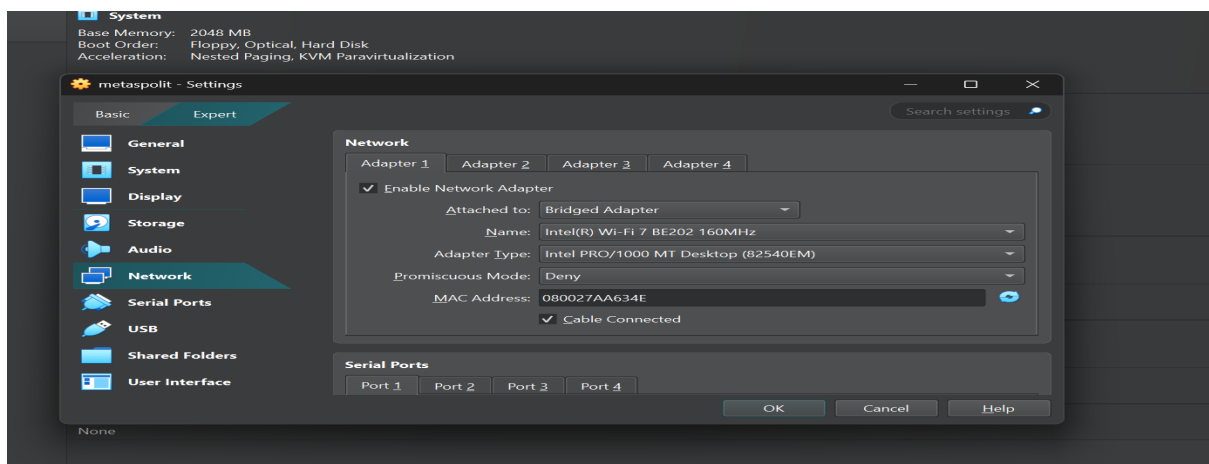 System
Base Memory: 2048 MB
Boot Order: Floppy, Optical, Hard Disk
Acceleration: Nested Paging, KVM Paravirtualization
metaspolit - Settings
Basic Expert Search settings
General
System
Display
Storage
Audio
Network
Serial Ports
USB
Shared Folders
User Interface
Network
Adapter 1 Adapter 2 Adapter 3 Adapter 4
Enable Network Adapter
Attached to: Bridged Adapter
Name: Intel(R) Wi-Fi 7 BE202 160MHz
Adapter Type: Intel PRO/1000 MT Desktop (82540EM)
Promiscuous Mode: Deny
MAC Address: 080027AA634E
Cable Connected
Serial Ports
Port 1 Port 2 Port 3 Port 4
OK Cancel Help
None